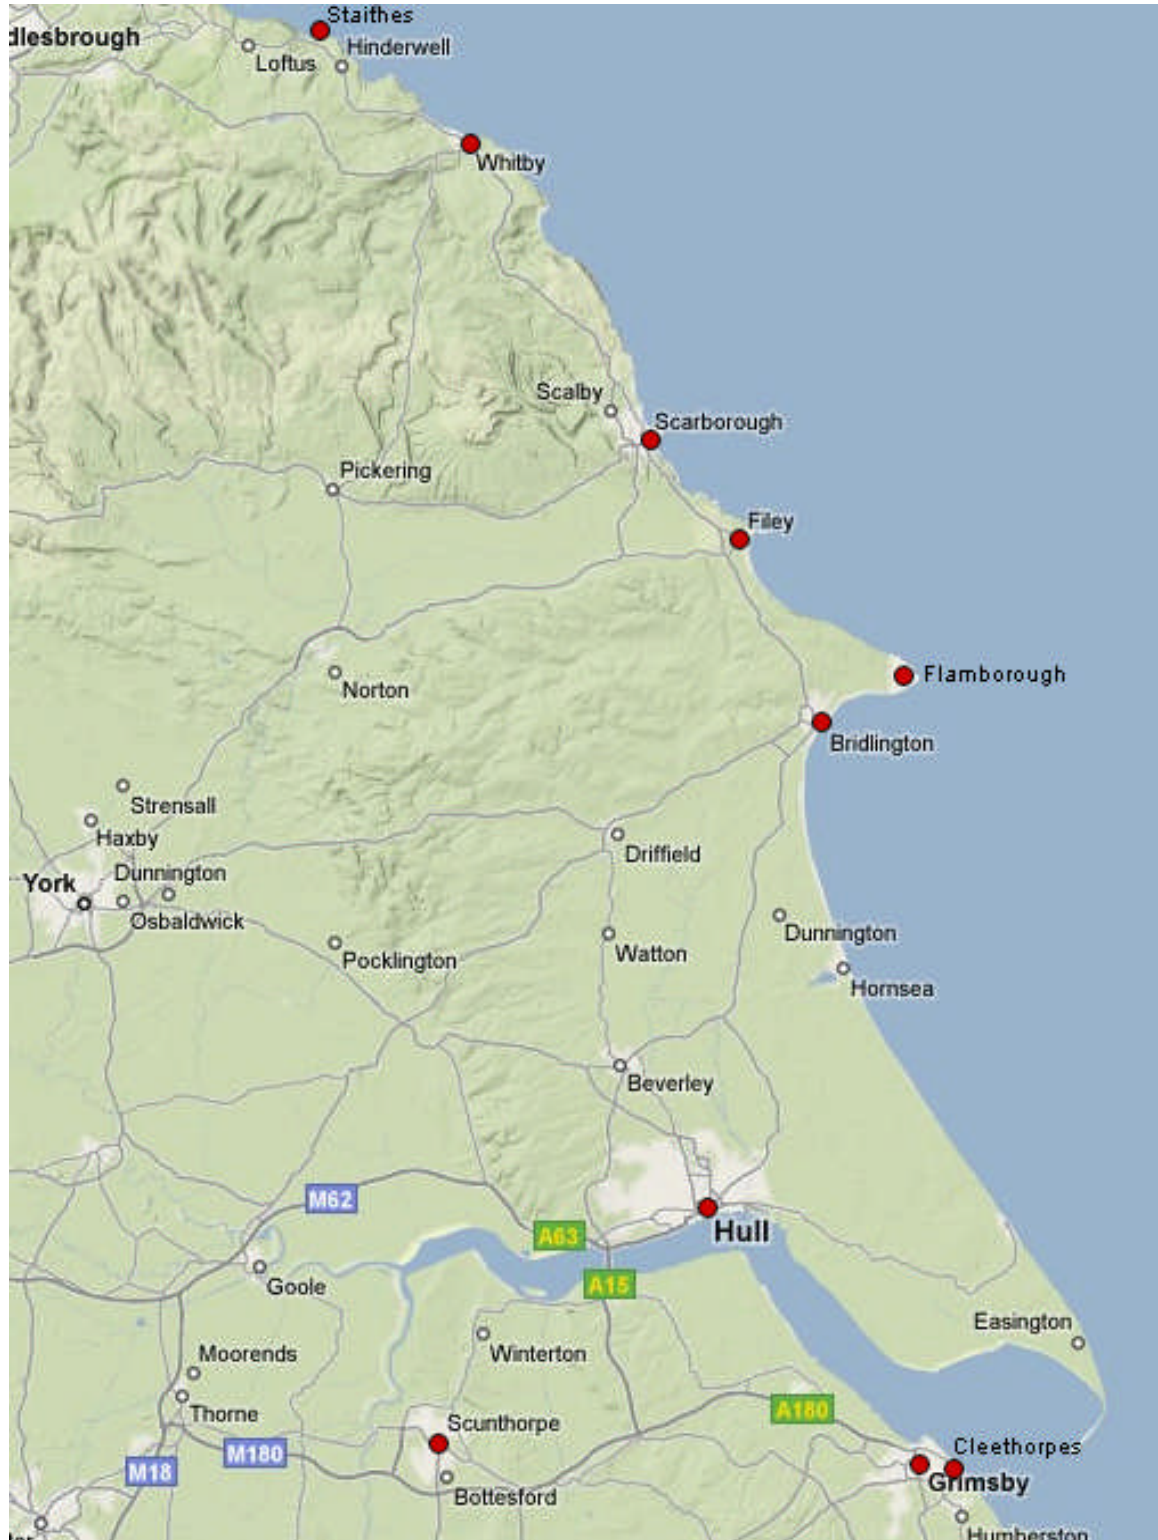 Staithes
dlesbrough
Hinderwell
Loftus
Whitby
Scalby
Scarborough
Pickering
Filey
Flamborough
Norton
Bridlington
Strensall
Haxby
Driffield
Dunnington
York
Osbaldwick
Dunnington
Watton
Pocklington
Hornsea
Beverley
M62
Hull
A63
A15
Goole
Easington
Winterton
Moorends
A180
Thorne
Scunthorpe
Cleethorpes
M180
M18
Grimsby
Bottesford
Humberston